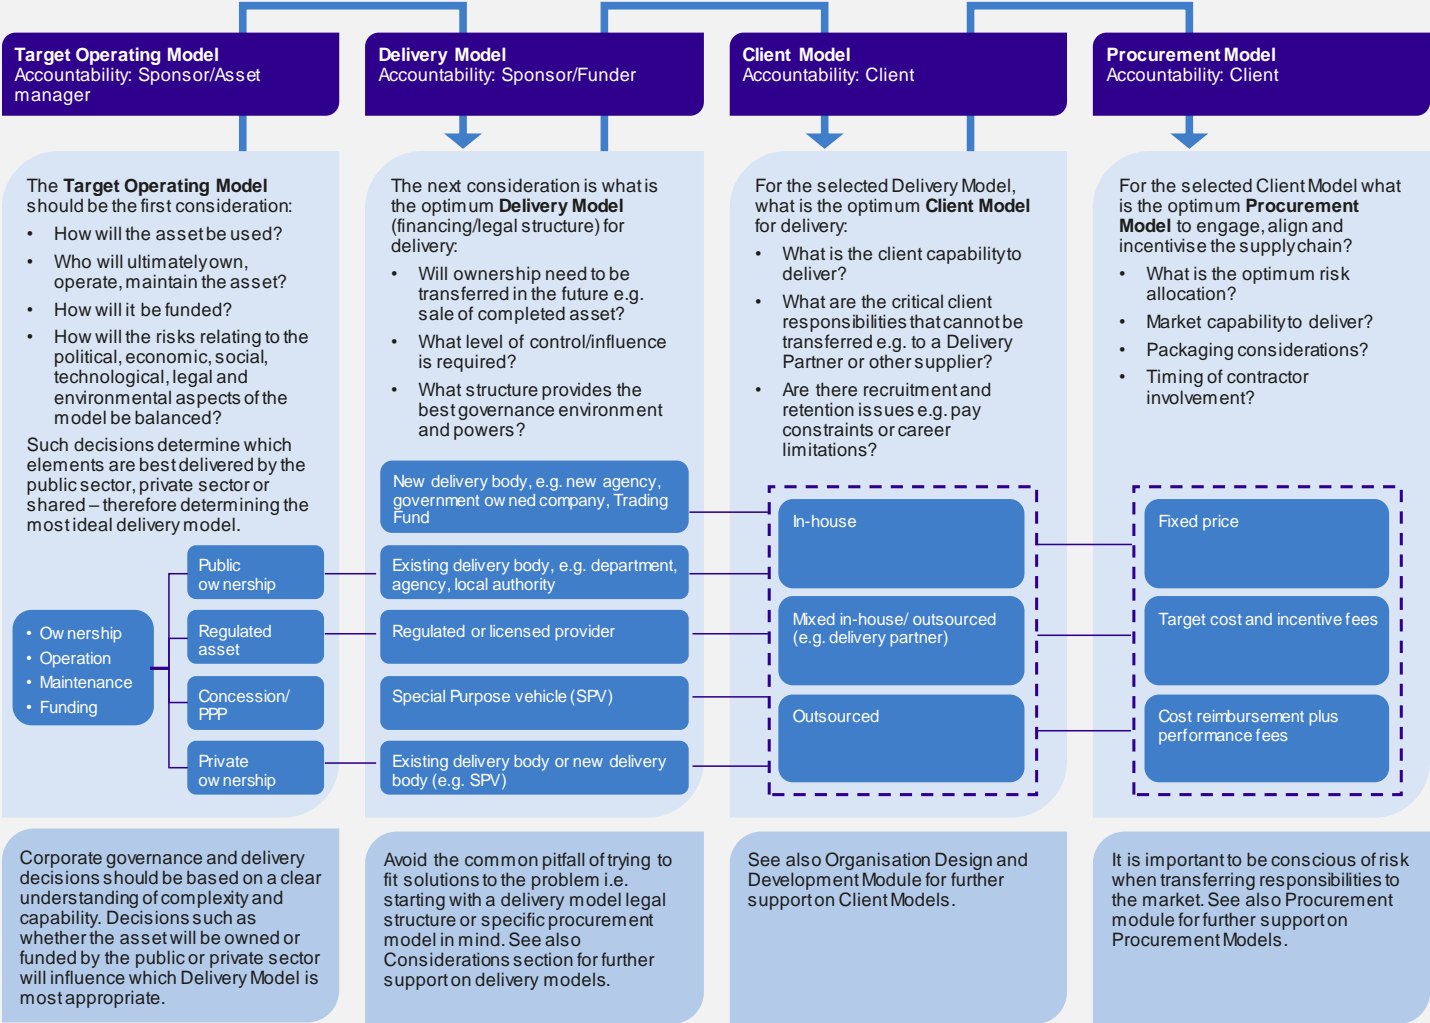 Target Operating Model
Accountability: Sponsor/Asset
manager
The Target Operating Model
should be the first consideration:
• How will the asset be used?
• Who will ultimately own,
operate, maintain the asset?
• How will it be funded?
• How will the risks relating to the
political, economic, social,
technological, legal and
environmental aspects of the
model be balanced?
Such decisions determine which
elements are best delivered by the
public sector, private sector or
shared – therefore determining the
most ideal delivery model.
• Ownership
• Operation
• Maintenance
• Funding
Public
ownership
Regulated
asset
Concession/
PPP
Private
ownership
Corporate governance and delivery
decisions should be based on a clear
understanding of complexity and
capability. Decisions such as
whether the asset will be owned or
funded by the public or private sector
will influence which Delivery Model is
most appropriate.
Delivery Model
Accountability: Sponsor/Funder
The next consideration is what is
the optimum Delivery Model
(financing/legal structure) for
delivery:
• Will ownership need to be
transferred in the future e.g.
sale of completed asset?
• What level of control/influence
is required?
• What structure provides the
best governance environment
and powers?
New delivery body, e.g. new agency,
government owned company, Trading
Fund
Existing delivery body, e.g. department,
agency, local authority
Regulated or licensed provider
Special Purpose vehicle (SPV)
Existing delivery body or new delivery
body (e.g. SPV)
Avoid the common pitfall of trying to
fit solutions to the problem i.e.
starting with a delivery model legal
structure or specific procurement
model in mind. See also
Considerations section for further
support on delivery models.
Client Model
Accountability: Client
For the selected Delivery Model,
what is the optimum Client Model
for delivery:
• What is the client capability to
deliver?
• What are the critical client
responsibilities that cannot be
transferred e.g. to a Delivery
Partner or other supplier?
• Are there recruitment and
retention issues e.g. pay
constraints or career
limitations?
In-house
Mixed in-house/ outsourced
(e.g. delivery partner)
Outsourced
See also Organisation Design and
Development Module for further
support on Client Models.
Procurement Model
Accountability: Client
For the selected Client Model what
is the optimum Procurement
Model to engage, align and
incentivise the supply chain?
• What is the optimum risk
allocation?
• Market capability to deliver?
• Packaging considerations?
• Timing of contractor
involvement?
Fixed price
Target cost and incentive fees
Cost reimbursement plus
performance fees
It is important to be conscious of risk
when transferring responsibilities to
the market. See also Procurement
module for further support on
Procurement Models.